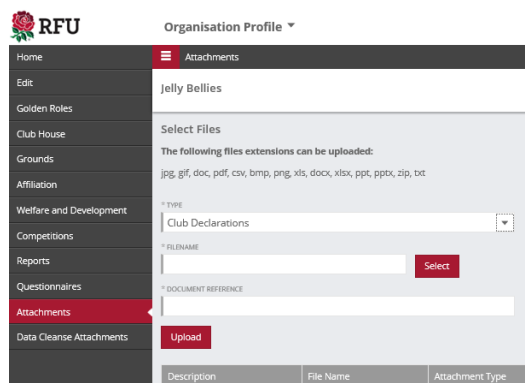 RFU
Organisation Profile
Home
Edit
Golden Roles
Club House
Grounds
Affiliation
Welfare and Development
Competitions
Reports
Questionnaires
Attachments
Data Cleanse Attachments
Attachments
Jelly Bellies
Select Files
The following files extensions can be uploaded:
jpg, gif, doc, pdf, csv, bmp, png, xls, docx, xlsx, ppt, pptx, zip, txt
* TYPE
Club Declarations
* FILENAME
Select
* DOCUMENT REFERENCE
Upload
Description File Name Attachment Type